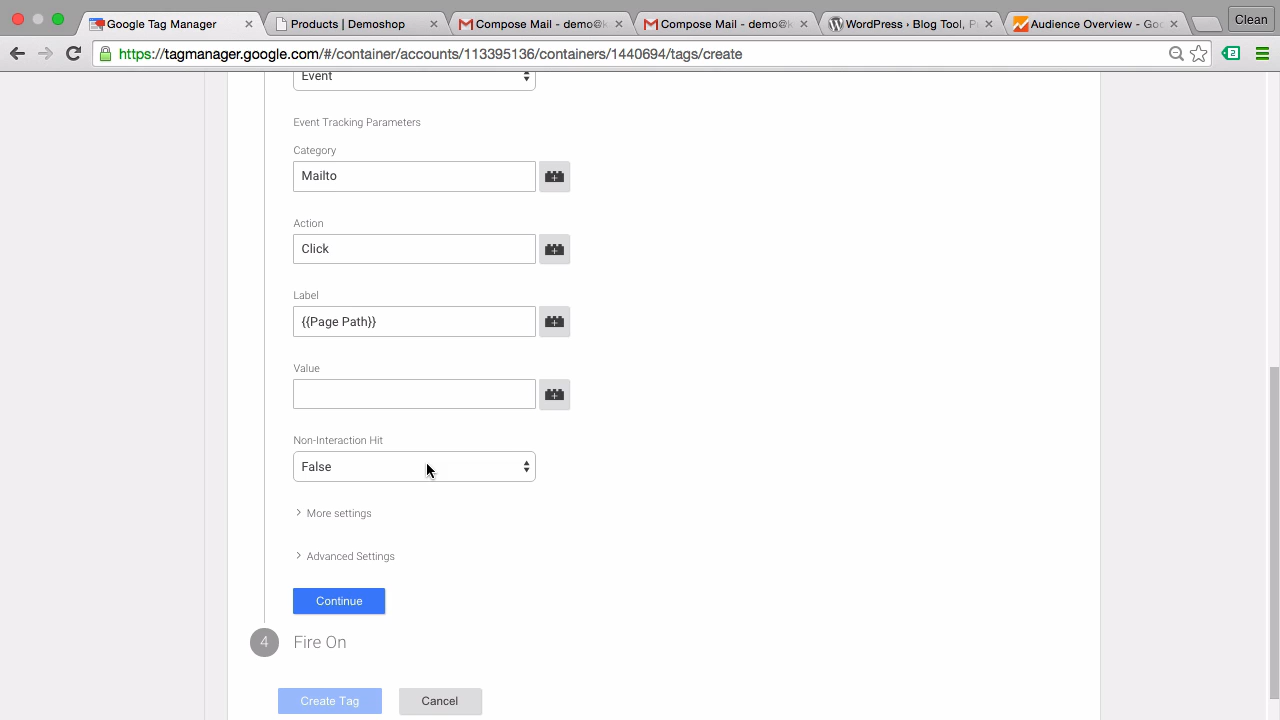 Google Tag Manager
Products | Demoshop
Compose Mail - demo@k
Compose Mail - demo@k
WordPress › Blog Tool, P
Audience Overview - Goo
Clean
https://tagmanager.google.com/#/container/accounts/113395136/containers/1440694/tags/create
2
Event
Event Tracking Parameters
Category
Mailto
Action
Click
Label
{{Page Path}}
Value
Non-Interaction Hit
False
More settings
Advanced Settings
Continue
4 Fire On
Create Tag Cancel